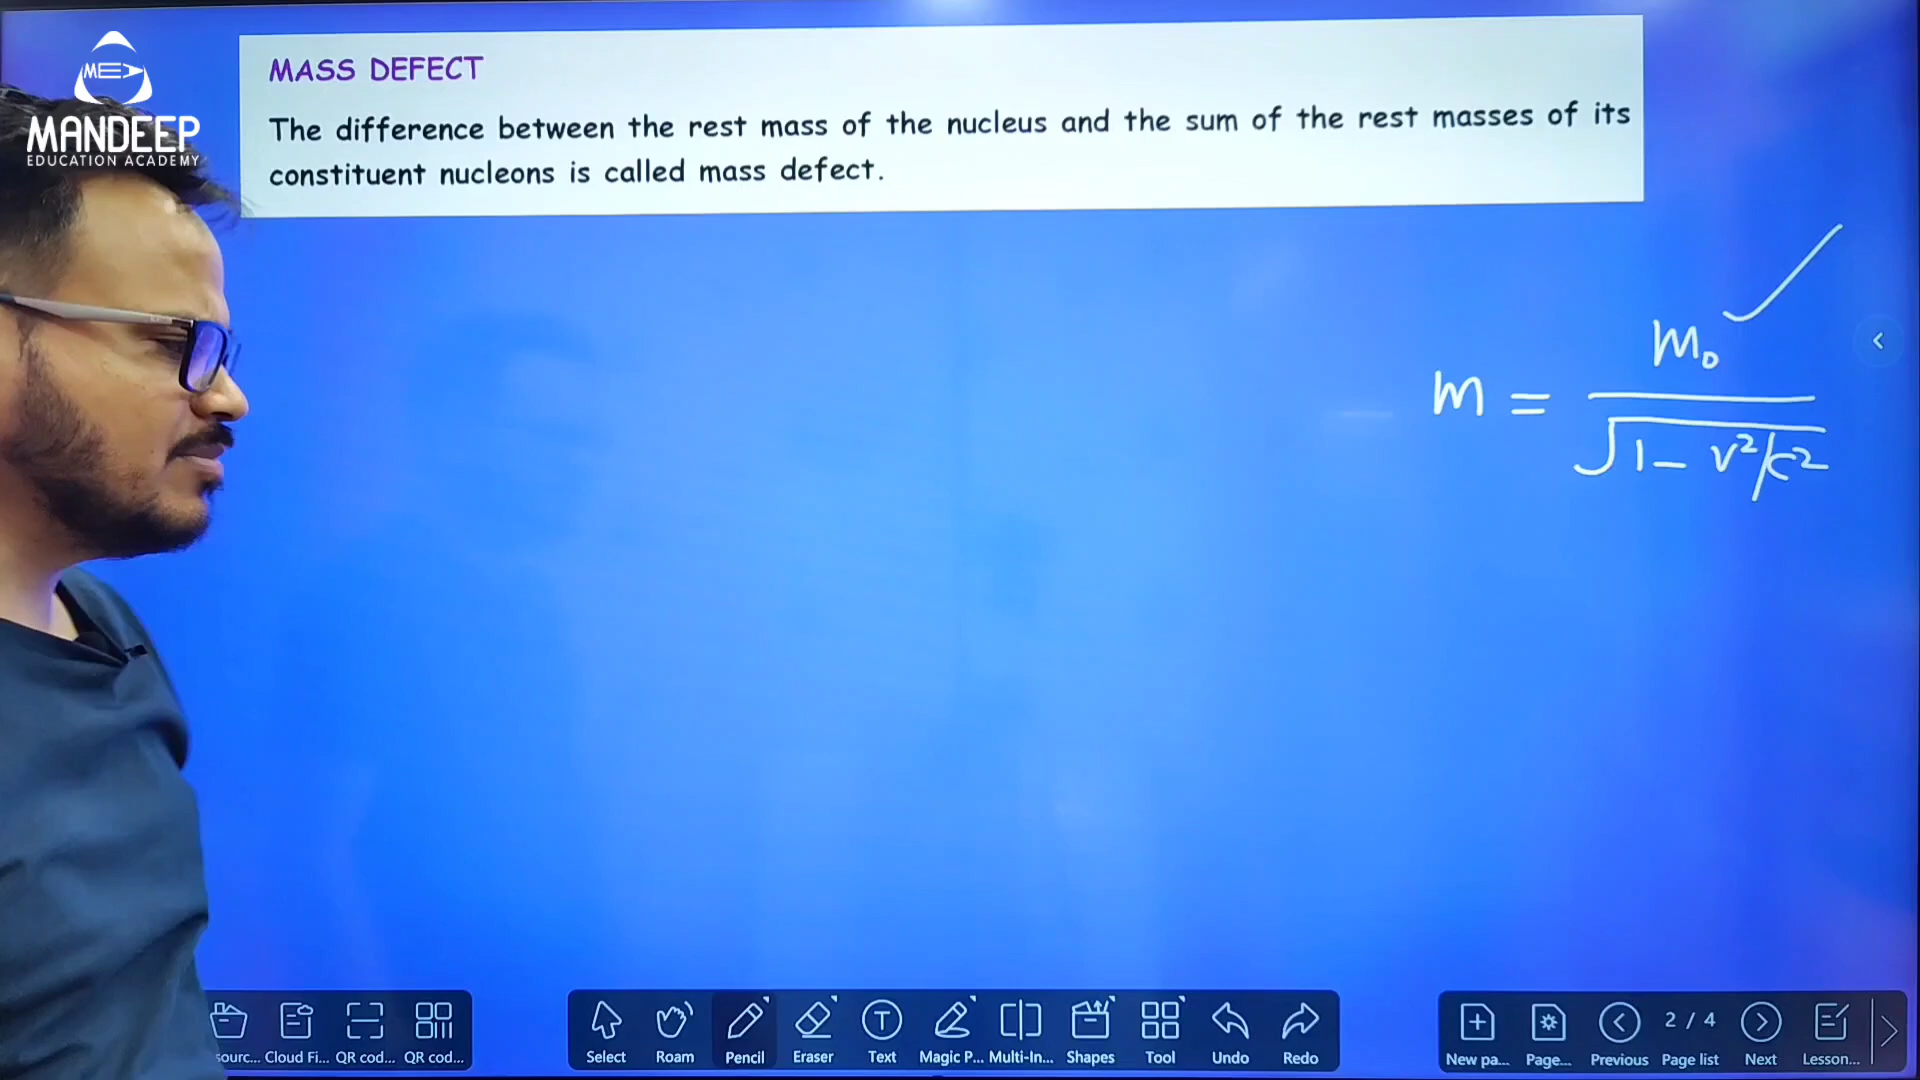 MEA
MANDEEP
EDUCATION ACADEMY
MASS DEFECT
The difference between the rest mass of the nucleus and the sum of the rest masses of its
constituent nucleons is called mass defect.
m = m₀ / √1 - v²/c²
sourc... Cloud Fi... QR cod... QR cod...
Select Roam Pencil Eraser Text Magic P... Multi-In... Shapes Tool Undo Redo
New pa... Page... Previous 2 / 4 Page list Next Lesson...